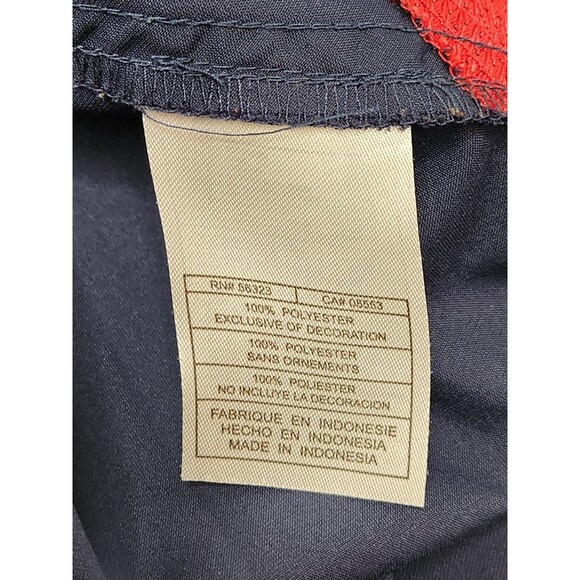 RN# 56323 CA# 05553
100% POLYESTER
EXCLUSIVE OF DECORATION
100% POLYESTER
SANS ORNEMENTS
100% POLIESTER
NO INCLUYE LA DECORACION
FABRIQUE EN INDONESIE
HECHO EN INDONESIA
MADE IN INDONESIA